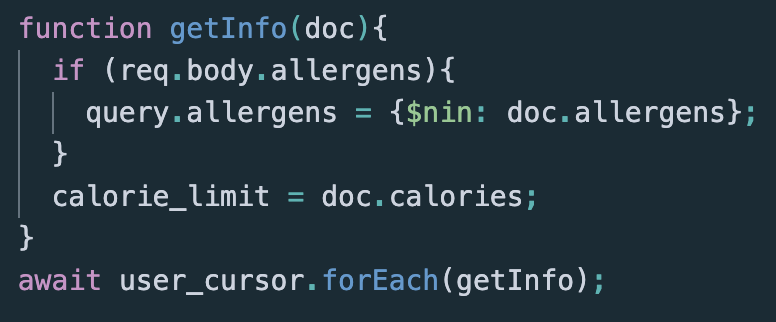 function getInfo(doc){
if (req.body.allergens){
query.allergens = {$nin: doc.allergens};
}
calorie_limit = doc.calories;
}
await user_cursor.forEach(getInfo);